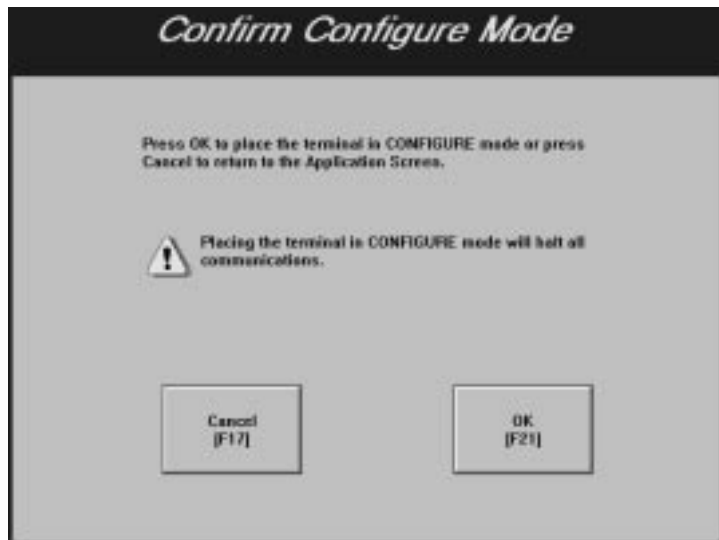 Confirm Configure Mode
Press OK to place the terminal in CONFIGURE mode or press
Cancel to return to the Application Screen.
Placing the terminal in CONFIGURE mode will halt all
communications.
Cancel
[F17]
OK
[F21]